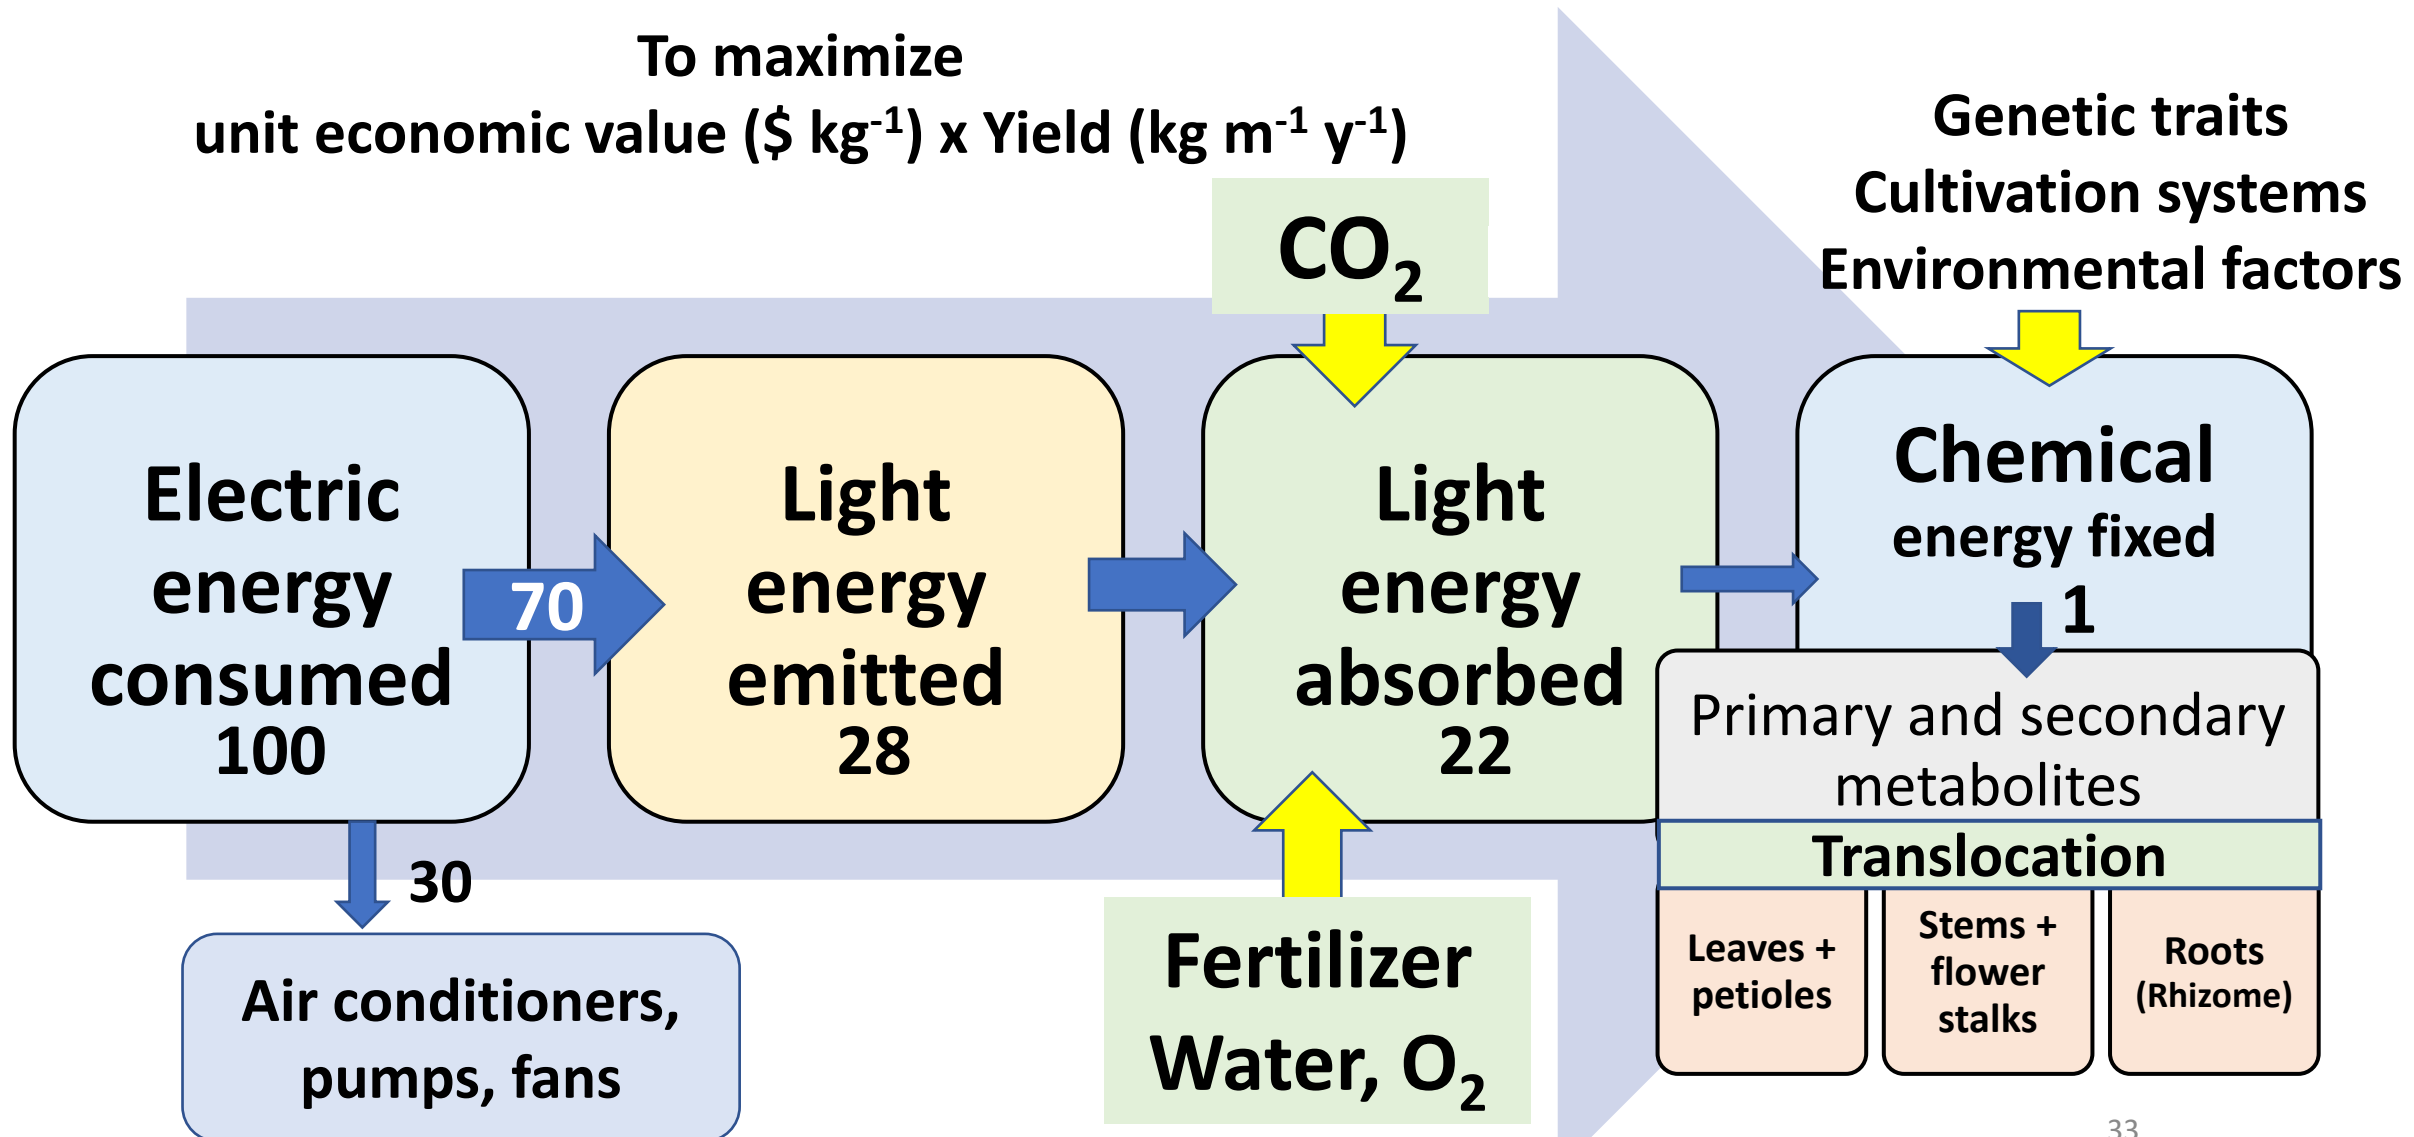 To maximize
unit economic value ($ kg⁻¹) x Yield (kg m⁻¹ y⁻¹)
Genetic traits
Cultivation systems
Environmental factors
CO₂
Electric
energy
consumed
100
70
Light
energy
emitted
28
Light
energy
absorbed
22
Chemical
energy fixed
1
Primary and secondary
metabolites
Translocation
Leaves +
petioles
Stems +
flower
stalks
Roots
(Rhizome)
30
Air conditioners,
pumps, fans
Fertilizer
Water, O₂
33